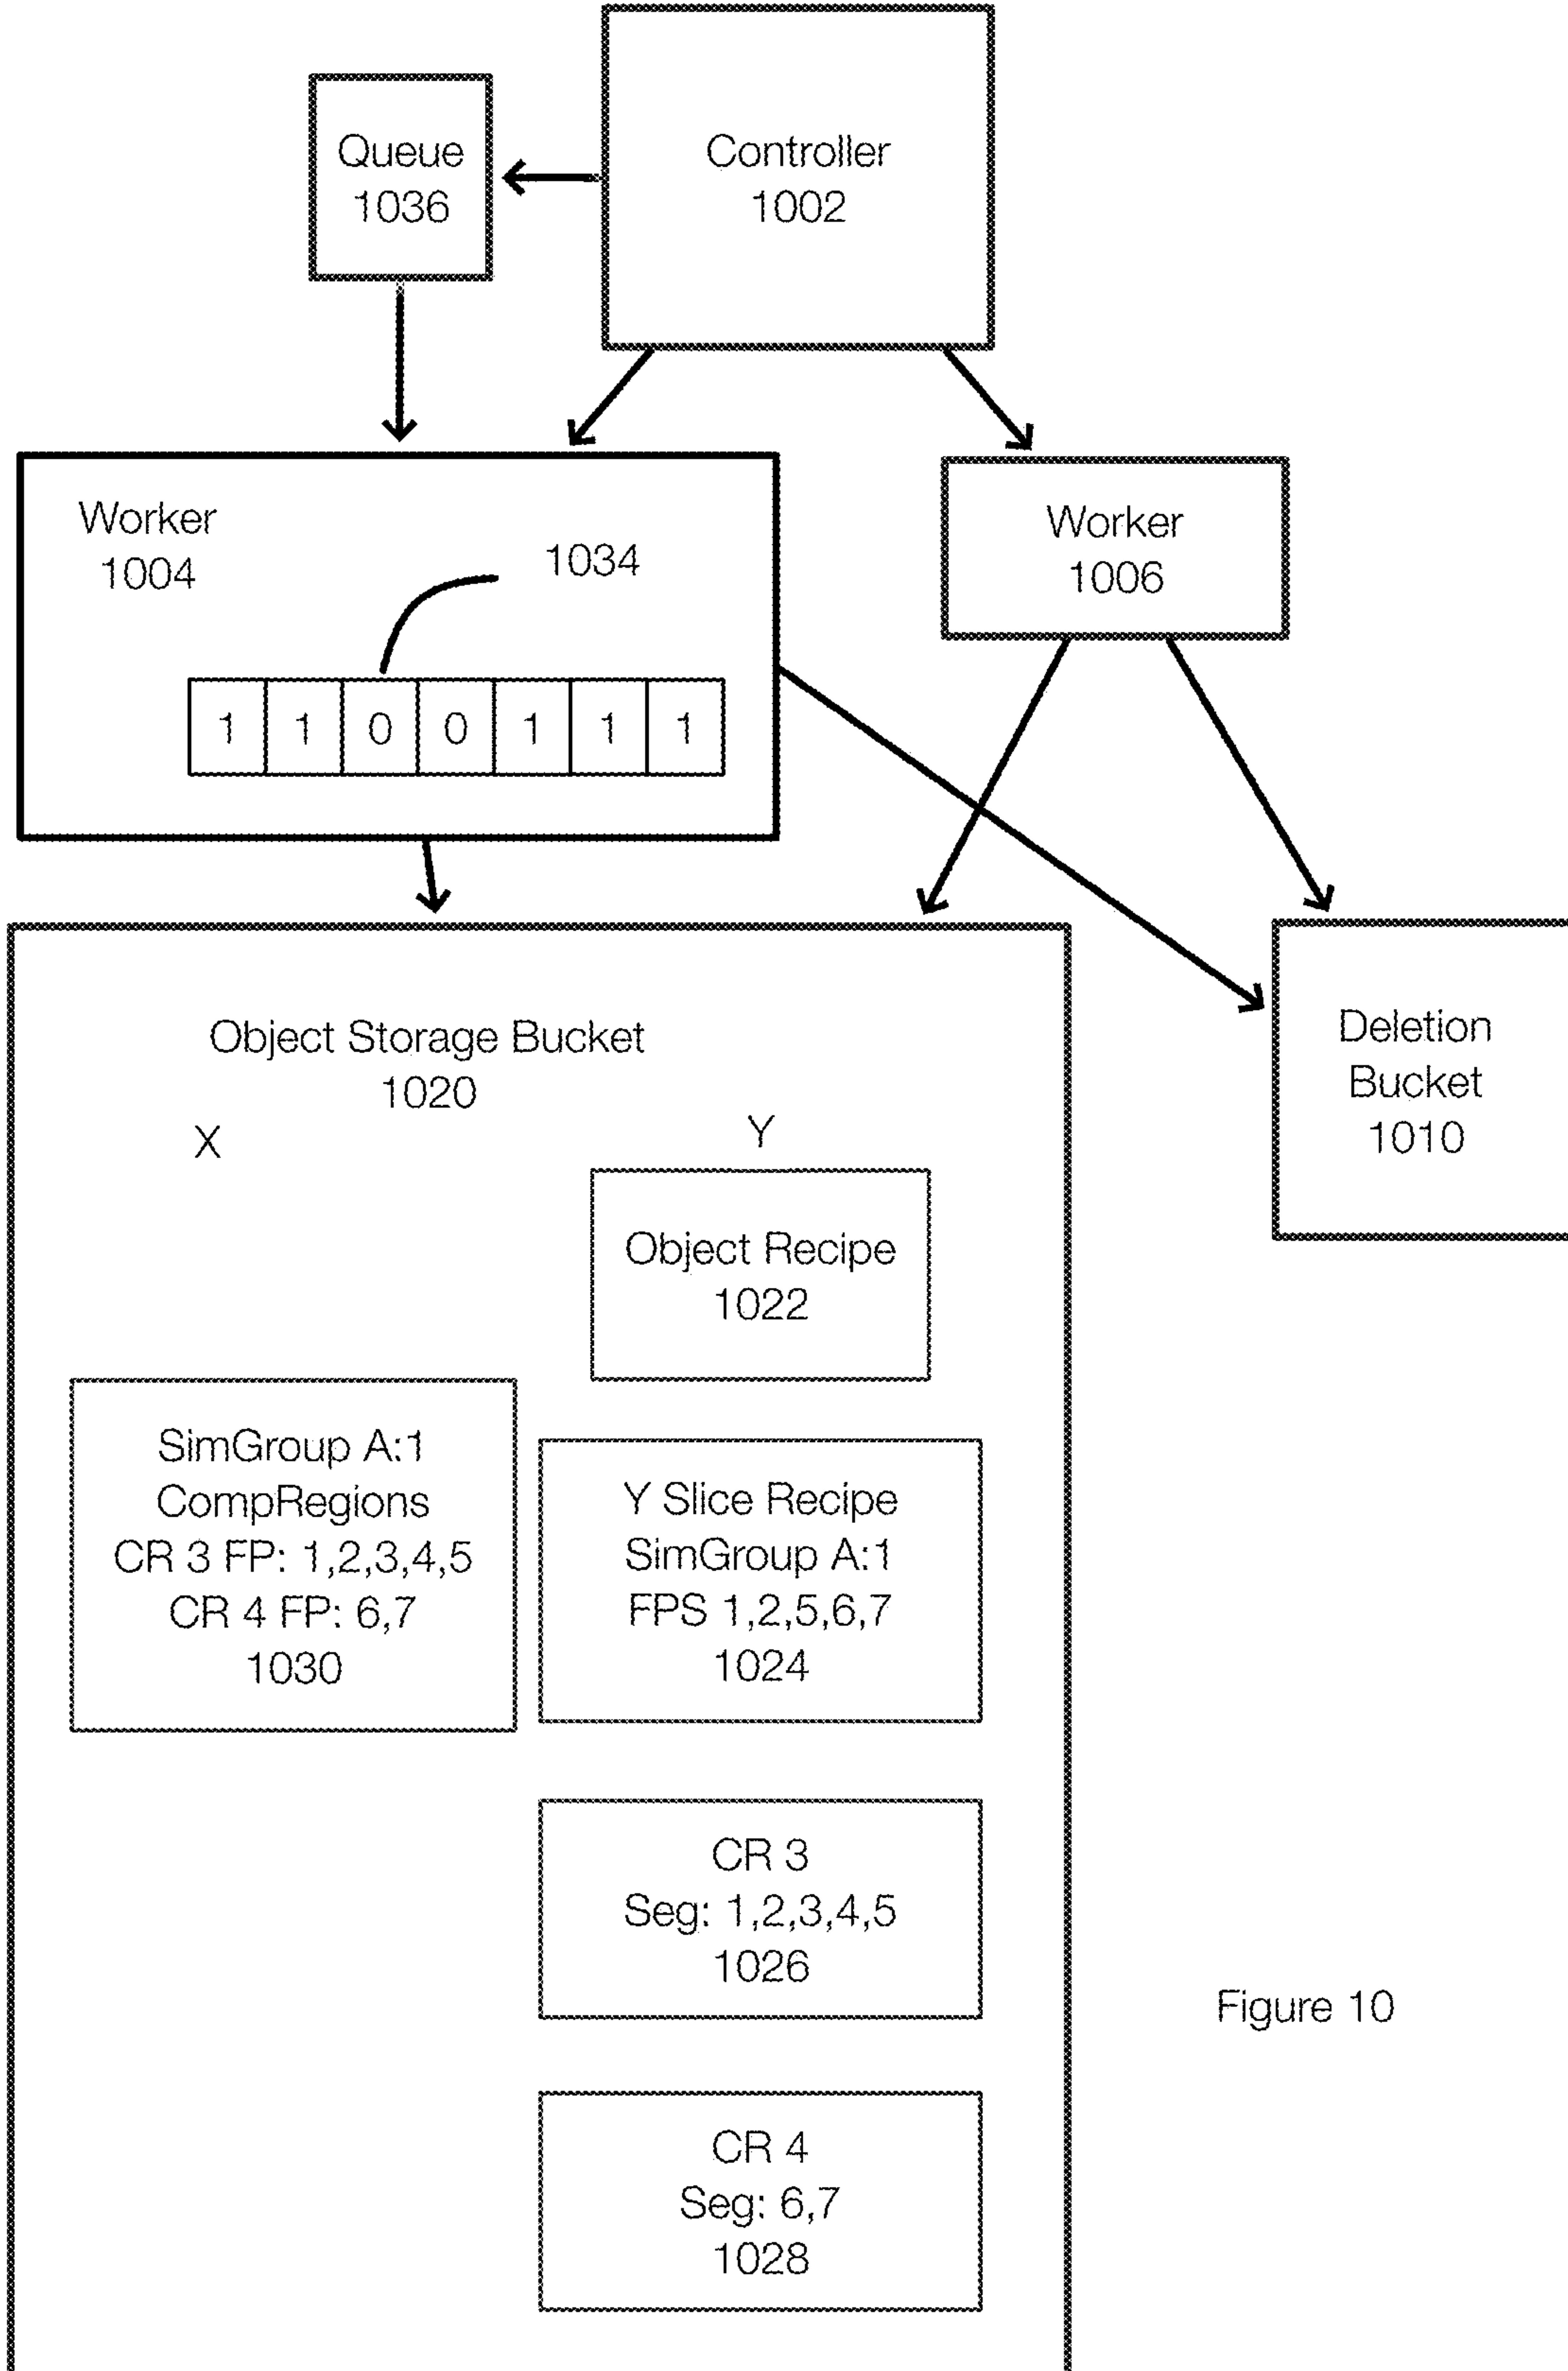 Queue
1036
Controller
1002
Worker
1004
1034
1 1 0 0 1 1 1
Worker
1006
Object Storage Bucket
1020
X
Y
Deletion
Bucket
1010
Object Recipe
1022
SimGroup A:1
CompRegions
CR 3 FP: 1,2,3,4,5
CR 4 FP: 6,7
1030
Y Slice Recipe
SimGroup A:1
FPS 1,2,5,6,7
1024
CR 3
Seg: 1,2,3,4,5
1026
CR 4
Seg: 6,7
1028
Figure 10